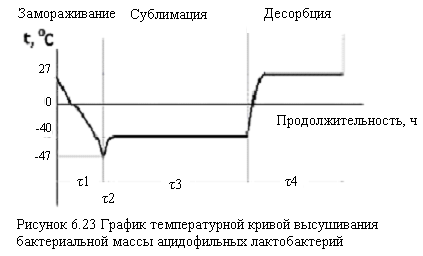 Замораживание Сублимация Десорбция
t, °C
27
0
Продолжительность, ч
-40
-47
τ1 τ3 τ4
τ2
Рисунок 6.23 График температурной кривой высушивания
бактериальной массы ацидофильных лактобактерий